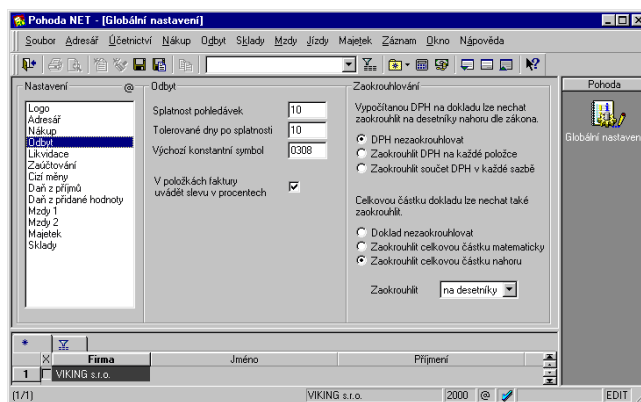 Pohoda NET - [Globální nastavení]
Soubor Adresář Účetnictví Nákup Odbyt Sklady Mzdy Jízdy Majetek Záznam Okno Nápověda
Nastavení @
Logo
Adresář
Nákup
Odbyt
Likvidace
Zaúčtování
Cizí měny
Daň z příjmů
Daň z přidané hodnoty
Mzdy 1
Mzdy 2
Majetek
Sklady
Odbyt
Splatnost pohledávek 10
Tolerované dny po splatnosti 10
Výchozí konstantní symbol 0308
V položkách faktury
uvádět slevu v procentech
Zaokrouhlování
Vypočítanou DPH na dokladu lze nechat
zaokrouhlit na desetníky nahoru dle zákona.
DPH nezaokrouhlovat
Zaokrouhlit DPH na každé položce
Zaokrouhlit součet DPH v každé sazbě
Celkovou částku dokladu lze nechat také
zaokrouhlit.
Doklad nezaokrouhlovat
Zaokrouhlit celkovou částku matematicky
Zaokrouhlit celkovou částku nahoru
Zaokrouhlit na desetníky
Pohoda
Globální nastavení
X Firma Jméno Příjmení
1 VIKING s.r.o.
(1/1) VIKING s.r.o. 2000 @ EDIT